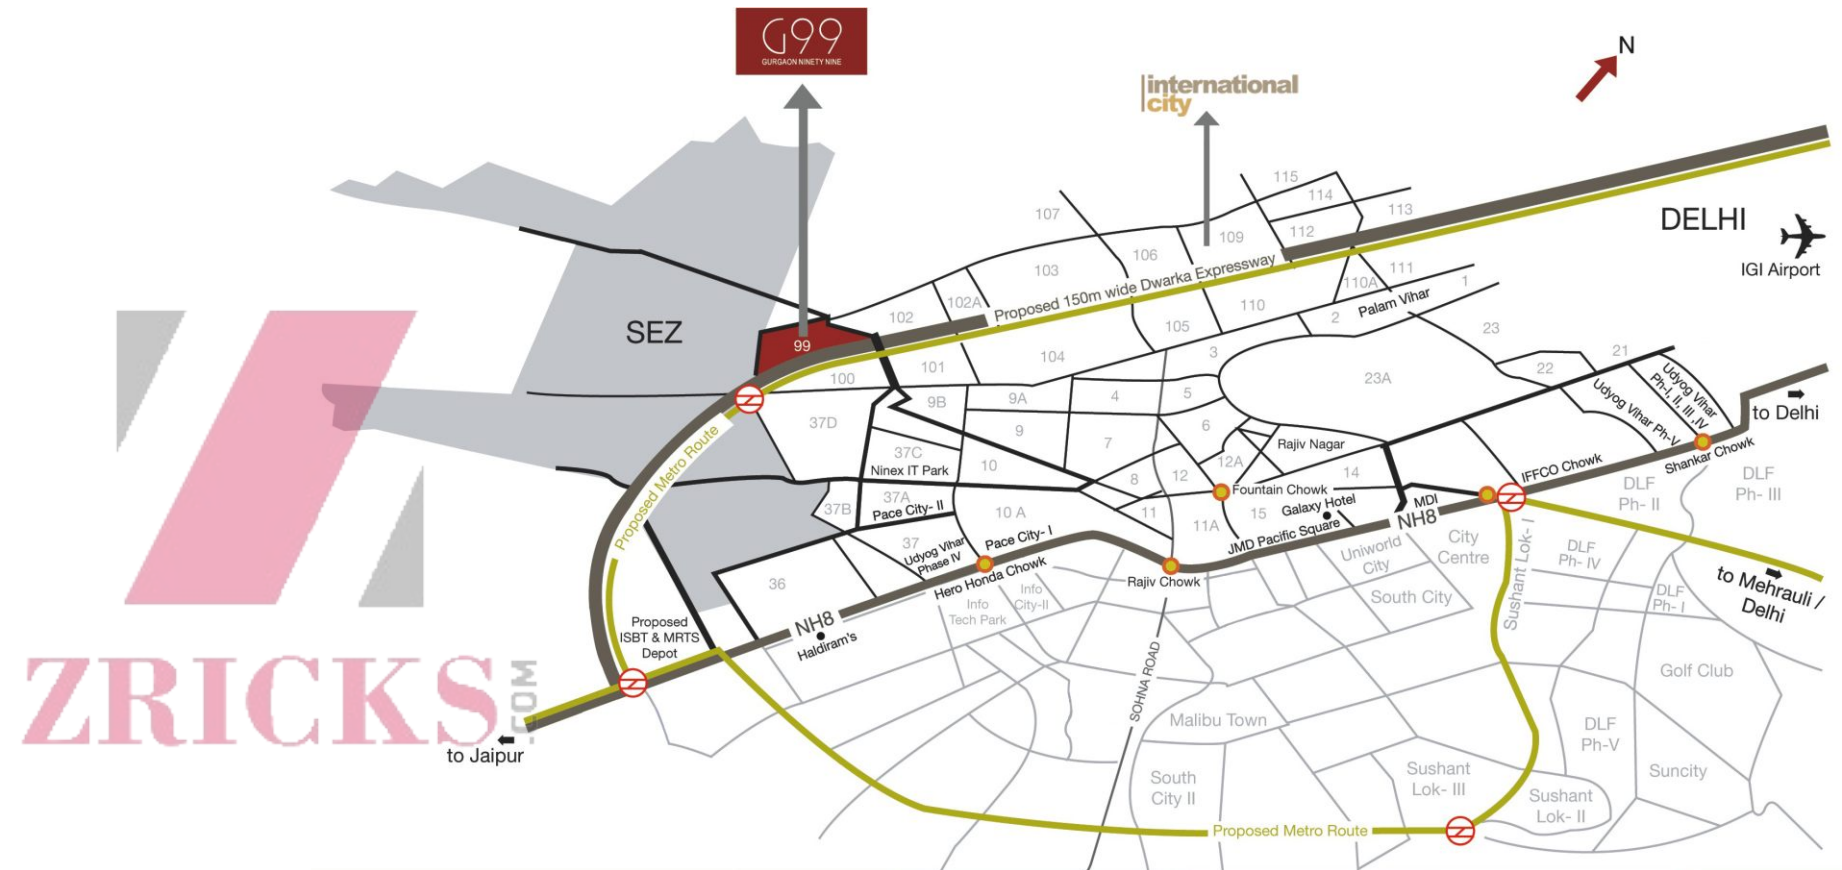 G99
GURGAON NINETY NINE
N
international
city
115
114
107
113
DELHI
112
109
106
IGI Airport
103
111
110A
1
102A
Proposed 150m wide Dwarka Expressway
110
Palam Vihar
102
2
105
23
SEZ
99
3
21
104
101
22
100
23A
Udyog Vihar
Ph-I, II, III ,IV
5
4
9A
9B
Udyog Vihar Ph-V
to Delhi
37D
6
9
7
Rajiv Nagar
Shankar Chowk
37C
Ninex IT Park
10
12A
IFFCO Chowk
DLF
Ph- III
8
12
14
DLF
Ph- II
Proposed Metro Route
Fountain Chowk
37A
Pace City- II
MDI
Galaxy Hotel
37B
10 A
11
11A
15
NH8
JMD Pacific Square
Pace City- I
City
Centre
Uniworld
City
37
Udyog Vihar
Phase IV
DLF
Ph- IV
Sushant Lok- I
36
Hero Honda Chowk
Rajiv Chowk
to Mehrauli /
Delhi
Info
City-II
South City
DLF
Ph- I
Info
Tech Park
NH8
Proposed
ISBT & MRTS
Depot
Haldiram's
ZRICKS
.COM
SOHNA ROAD
Golf Club
Malibu Town
DLF
Ph-V
to Jaipur
South
City II
Sushant
Lok- III
Suncity
Sushant
Lok- II
Proposed Metro Route